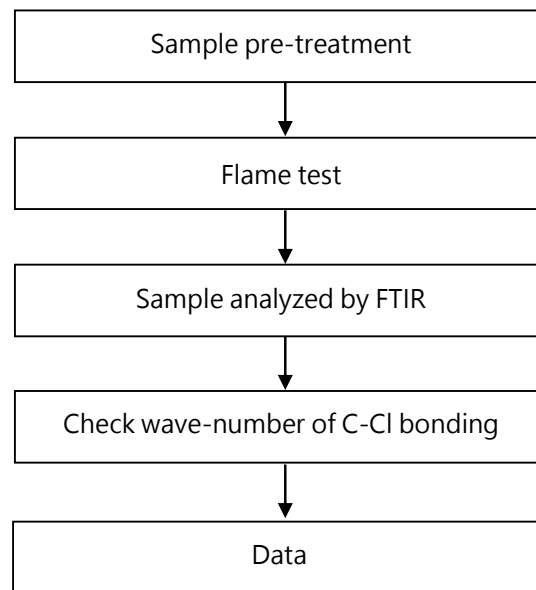 Sample pre-treatment
Flame test
Sample analyzed by FTIR
Check wave-number of C-Cl bonding
Data